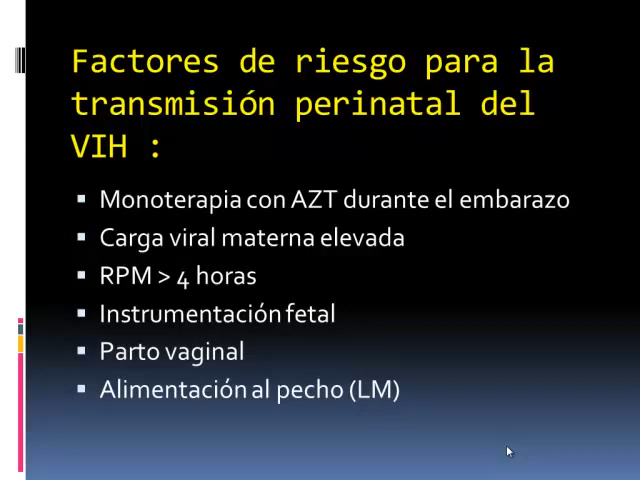 Factores de riesgo para la
transmisión perinatal del
VIH :
▪ Monoterapia con AZT durante el embarazo
▪ Carga viral materna elevada
▪ RPM > 4 horas
▪ Instrumentación fetal
▪ Parto vaginal
▪ Alimentación al pecho (LM)